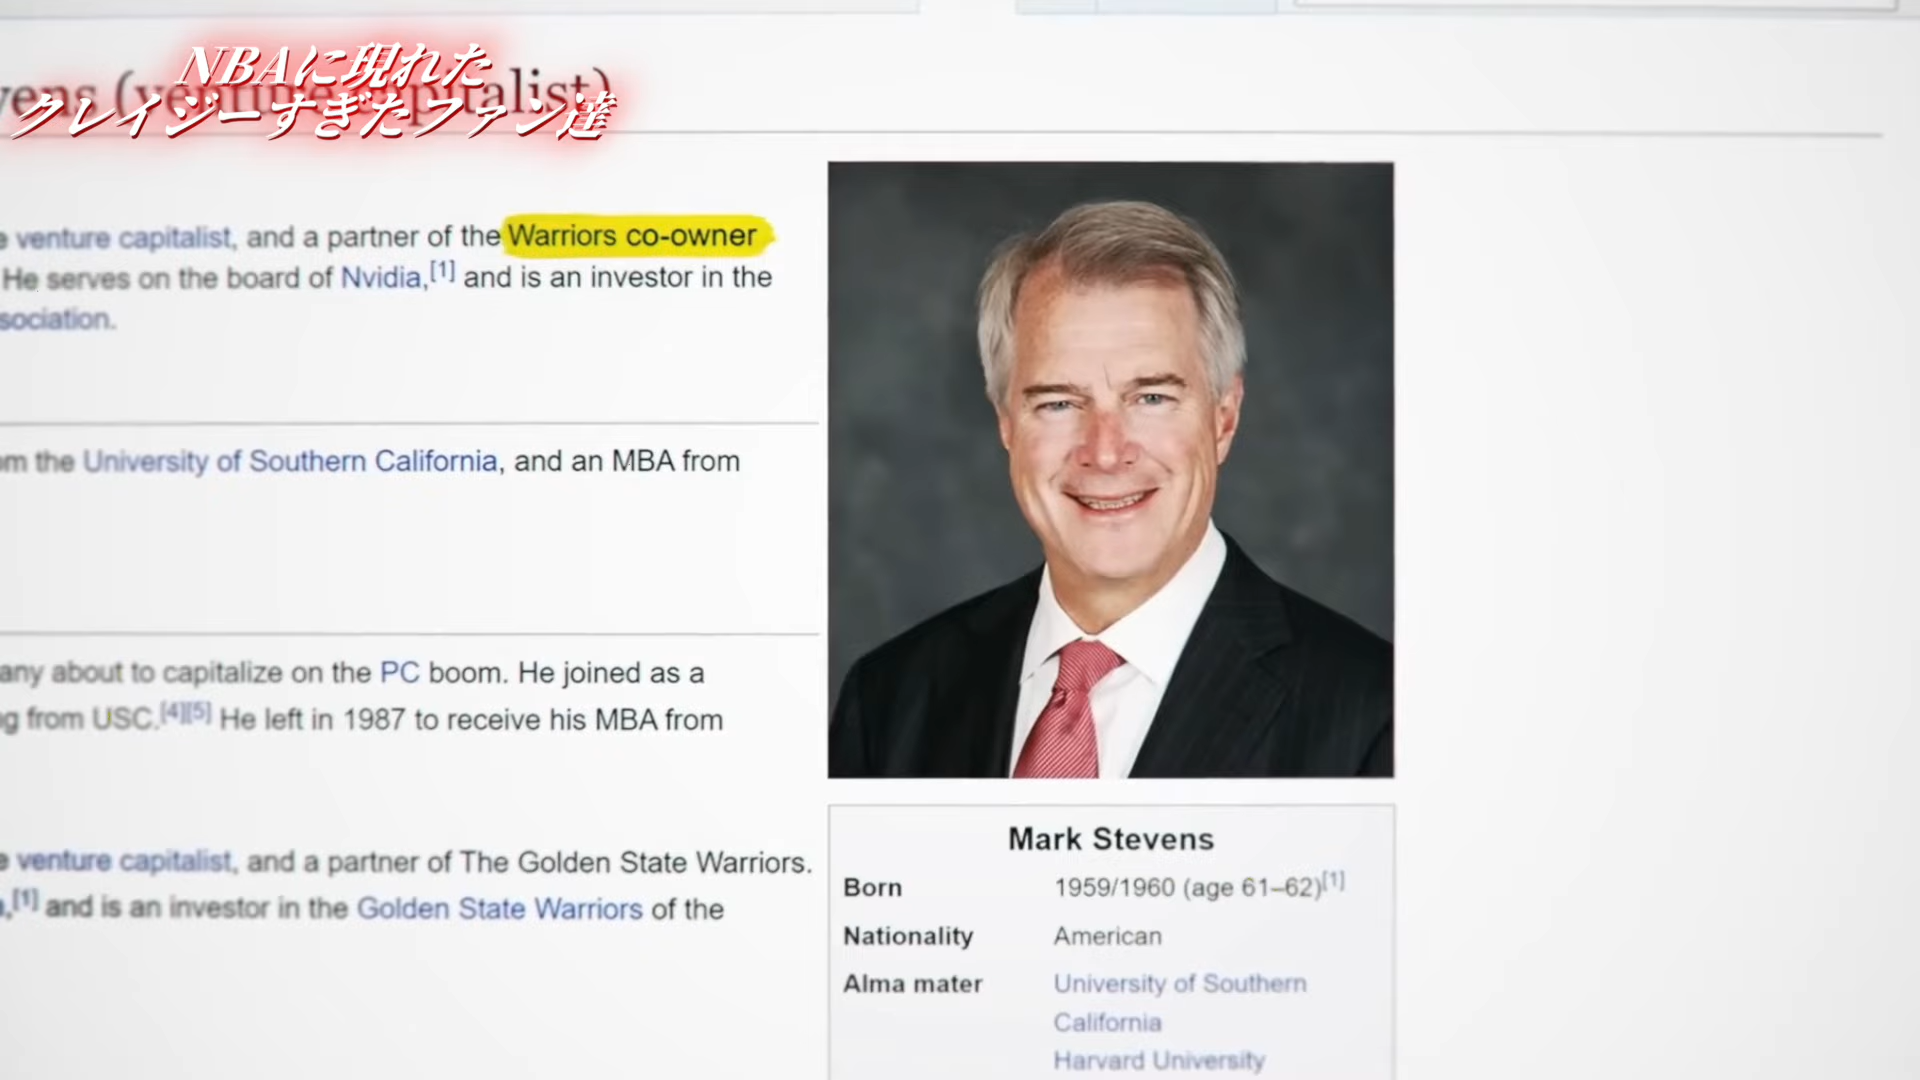 NBAに現れた
クレイジーすぎたファン達
vens (venture capitalist)
venture capitalist, and a partner of the Warriors co-owner
He serves on the board of Nvidia,[1] and is an investor in the
sociation.
om the University of Southern California, and an MBA from
any about to capitalize on the PC boom. He joined as a
ng from USC.[4][5] He left in 1987 to receive his MBA from
e venture capitalist, and a partner of The Golden State Warriors.
,[1] and is an investor in the Golden State Warriors of the
Mark Stevens
Born 1959/1960 (age 61–62)[1]
Nationality American
Alma mater University of Southern
California
Harvard University